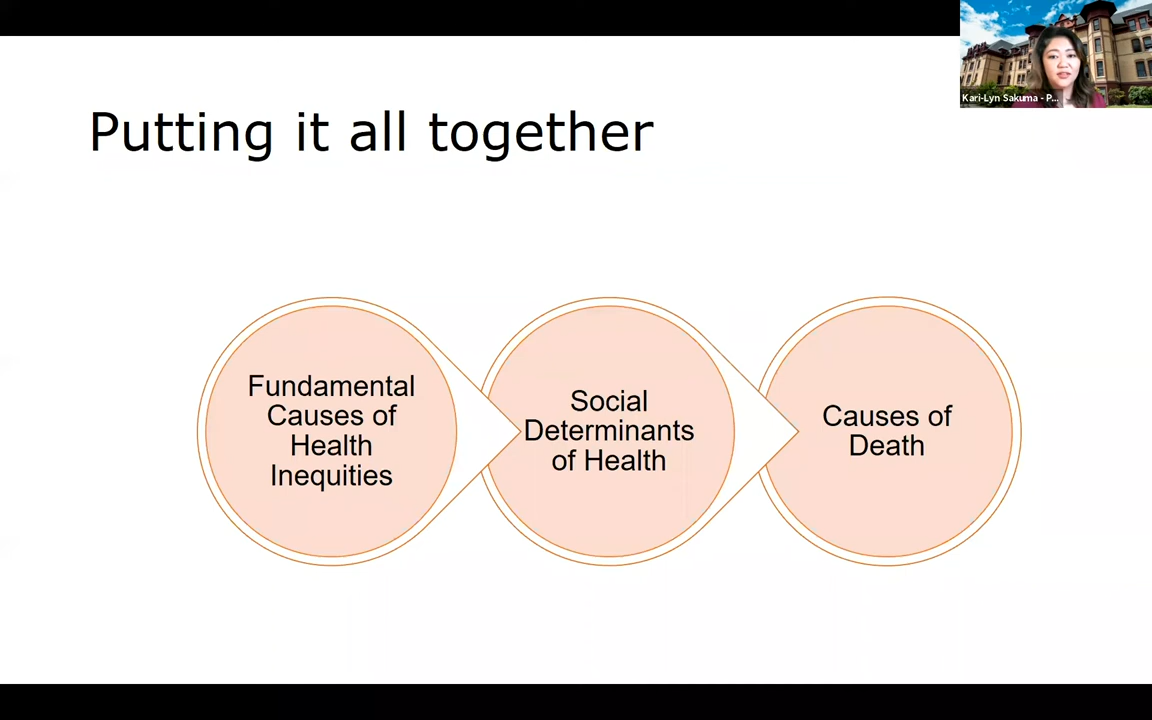 Kari-Lyn Sakuma - P...
Putting it all together
Fundamental
Causes of
Health
Inequities
Social
Determinants
of Health
Causes of
Death